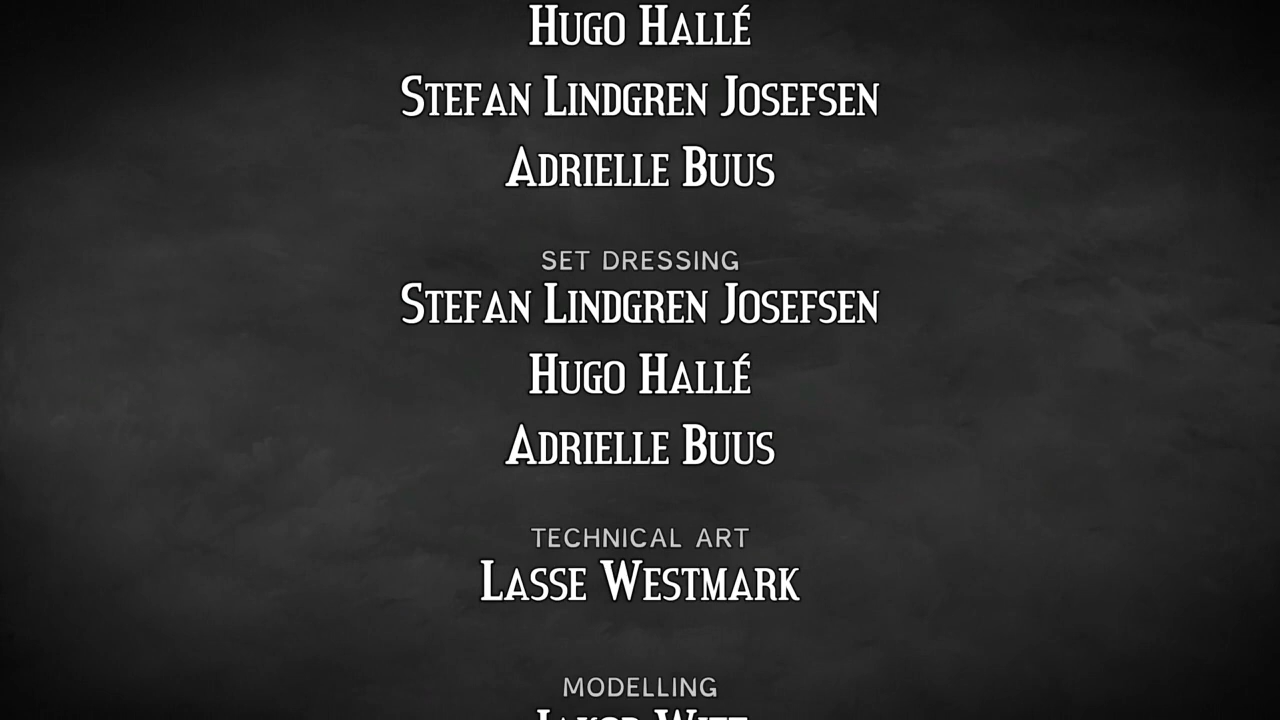 Hugo Hallé
Stefan Lindgren Josefsen
Adrielle Buus
SET DRESSING
Stefan Lindgren Josefsen
Hugo Hallé
Adrielle Buus
TECHNICAL ART
Lasse Westmark
MODELLING